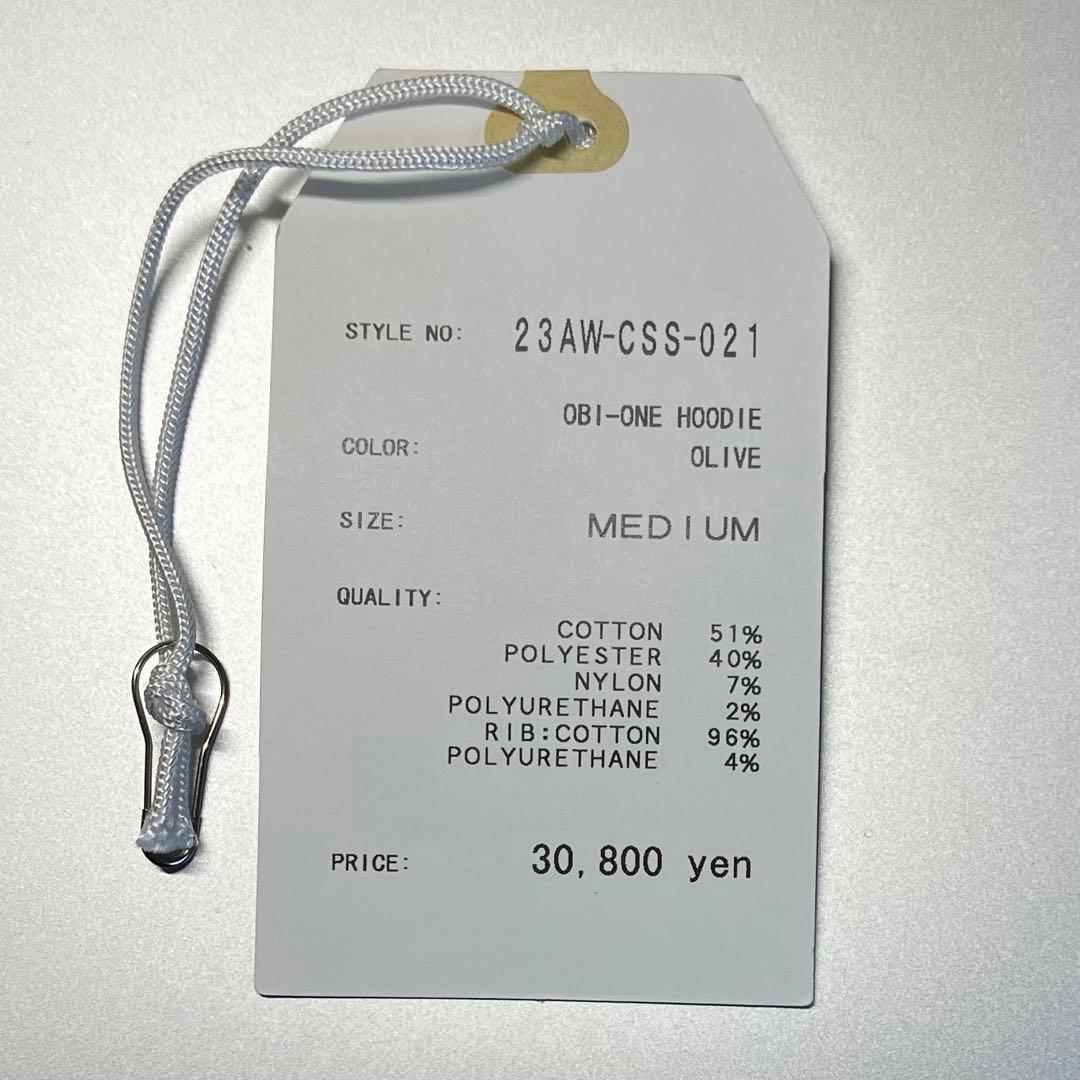 STYLE NO: 23AW-CSS-021
OBI-ONE HOODIE
COLOR: OLIVE
SIZE: MEDIUM
QUALITY:
COTTON 51%
POLYESTER 40%
NYLON 7%
POLYURETHANE 2%
RIB:COTTON 96%
POLYURETHANE 4%
PRICE: 30,800 yen